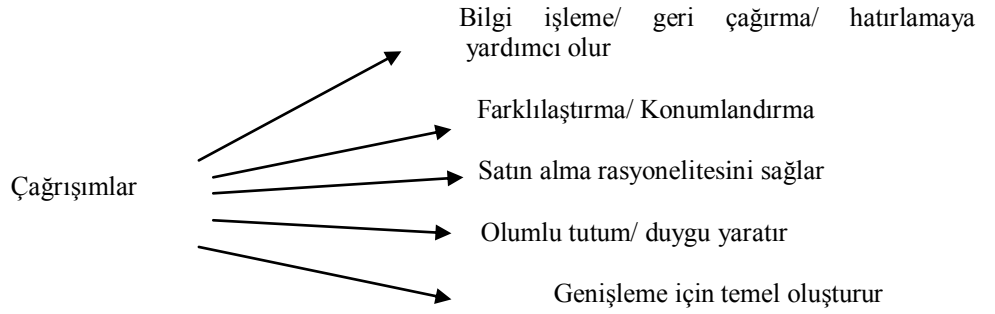 Bilgi işleme/ geri çağırma/ hatırlamaya
yardımcı olur
Farklılaştırma/ Konumlandırma
Çağrışımlar
Satın alma rasyonelitesini sağlar
Olumlu tutum/ duygu yaratır
Genişleme için temel oluşturur